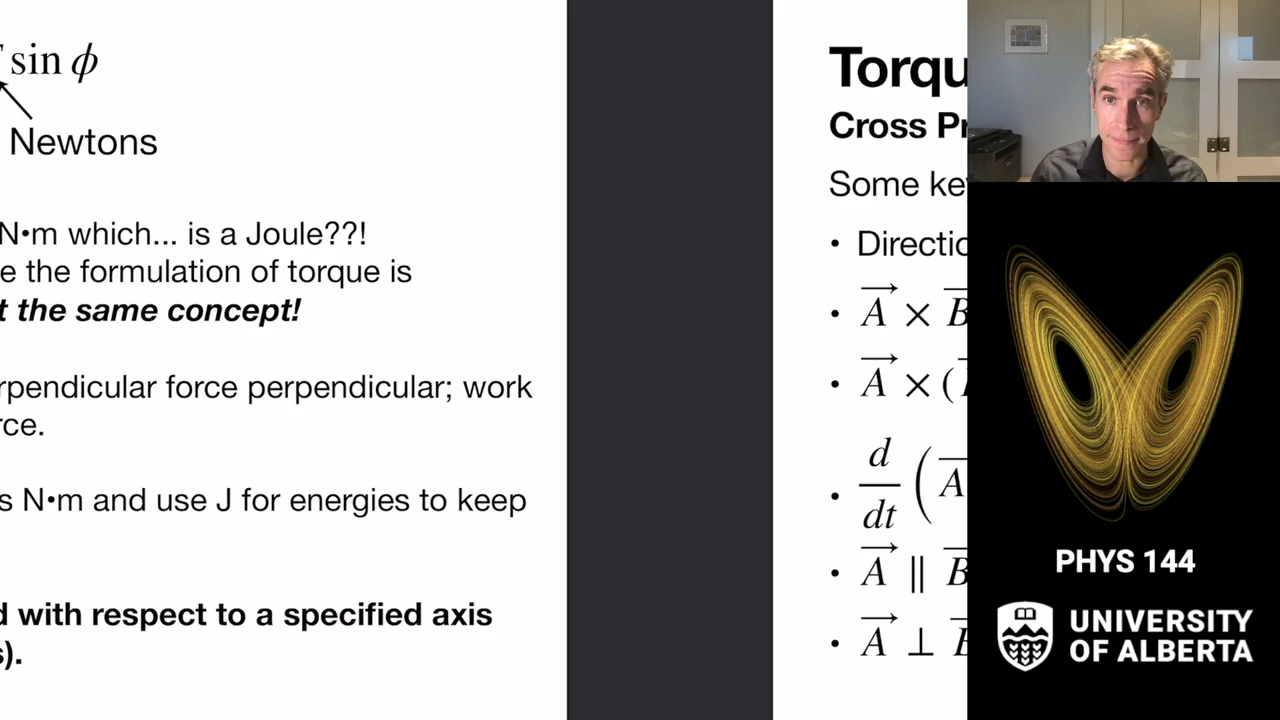 sin ϕ
Newtons
N•m which... is a Joule??!
e the formulation of torque is
t the same concept!
rpendicular force perpendicular; work
rce.
s N•m and use J for energies to keep
d with respect to a specified axis
s).
Torqu
Cross Pr
Some key
• Directio
• A × B
• A × (
• d/dt (A
• A ∥ B
• A ⊥ B
PHYS 144
UNIVERSITY
OF ALBERTA